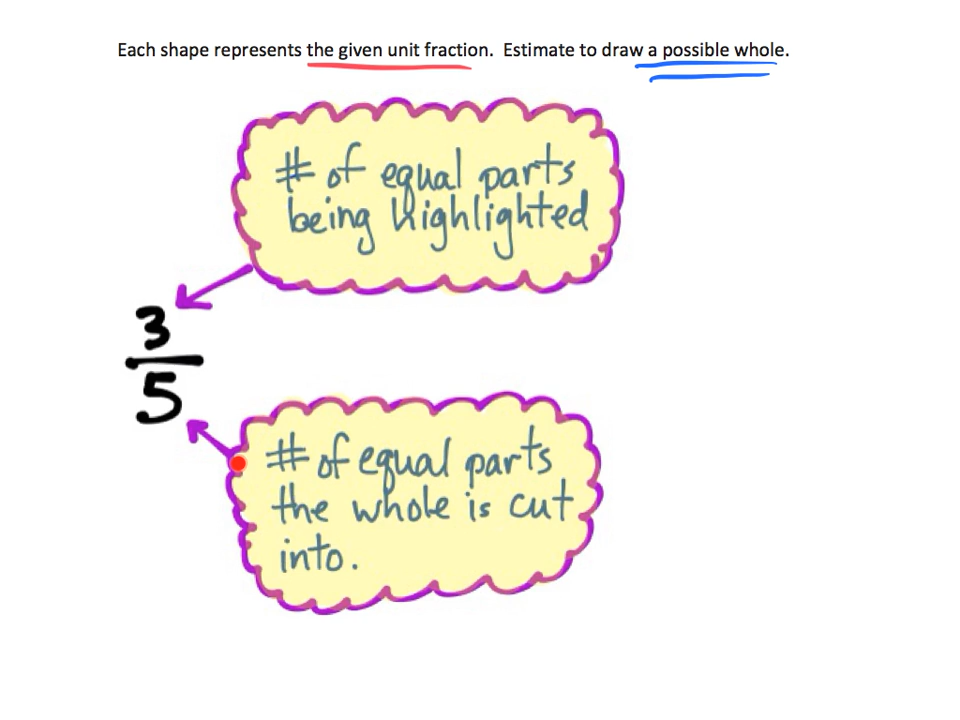 Each shape represents the given unit fraction.  Estimate to draw a possible whole.
# of equal parts
being highlighted
3
5
# of equal parts
the whole is cut
into.